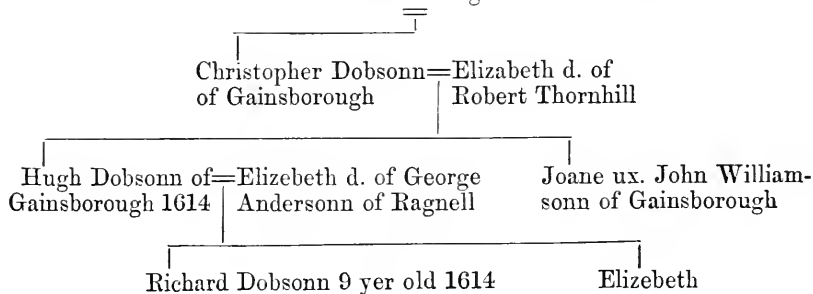 Christopher Dobsonn=Elizabeth d. of
of Gainsborough Robert Thornhill
Hugh Dobsonn of=Elizebeth d. of George Joane ux. John William-
Gainsborough 1614 Andersonn of Ragnell sonn of Gainsborough
Richard Dobsonn 9 yer old 1614 Elizebeth